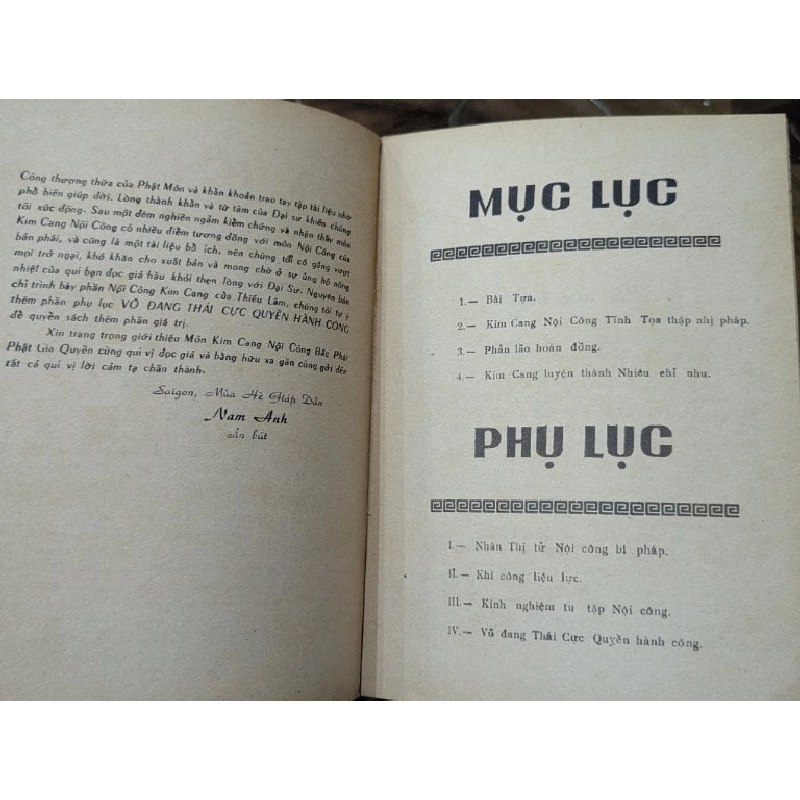 Công thượng thừa của Phật Môn và khẩn khoản trao tay tập tài liệu nhờ
phổ biến giúp đời. Lòng thành khẩn và từ tâm của Đại sư khiến chúng
tôi xúc động. Sau một đêm nghiền ngẫm kiểm chứng và nhận thấy môn
Kim Cang Nội Công có nhiều điểm tương đồng với môn Nội Công của
bản phái, và cũng là một tài liệu bổ ích, nên chúng tôi cố gắng vượt
mọi trở ngại, khó khăn cho xuất bản và mong chờ ở sự ủng hộ nồng
nhiệt của quí bạn đọc giả hầu khỏi thẹn lòng với Đại Sư- Nguyên bản
chỉ trình bày phần Nội Công Kim Cang của Thiếu Lâm, chúng tôi tự ý
thêm phần phụ lục VÕ ĐANG THÁI CỰC QUYỀN HÀNH CÔNG
để quyển sách thêm phần giá trị.
Xin trang trọng giới thiệu Môn Kim Cang Nội Công Bắc Phái
Phật Gia Quyền cùng quí vị đọc giả và bằng hữu xa gần cùng gởi đến
tất cả quí vị lời cảm tạ chân thành.
Saigon, Mùa Hè Giáp Dần
Nam Anh
cẩn bút
MỤC LỤC
1.— Bài Tựa.
2.— Kim Cang Nội Công Tĩnh Tọa thập nhị pháp.
3.— Phản lão hoàn đồng.
4.— Kim Cang luyện thành Nhiễu chỉ nhu.
PHỤ LỤC
I.— Nhân Thị tử Nội công bí pháp.
II.— Khí công liệu lực.
III.— Kinh nghiệm tu tập Nội công.
IV.— Võ đang Thái Cực Quyền hành công.